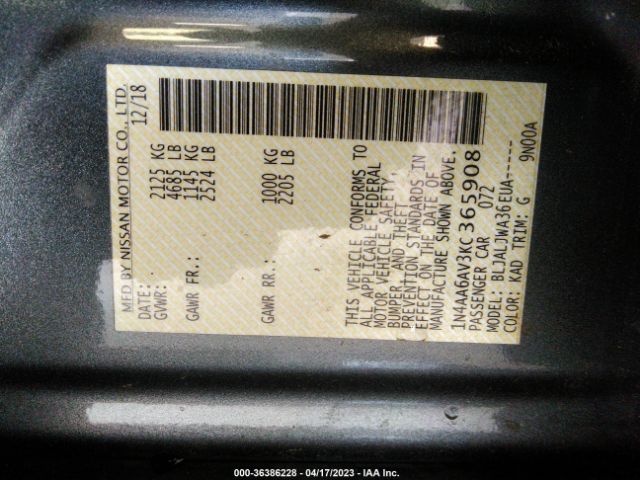 MFD BY NISSAN MOTOR CO., LTD.
DATE: 12/18
GVWR: 2125 KG
4685 LB
GAWR FR.: 1145 KG
2524 LB
GAWR RR.: 1000 KG
2205 LB
THIS VEHICLE CONFORMS TO
ALL APPLICABLE FEDERAL
MOTOR VEHICLE SAFETY,
BUMPER, AND THEFT
PREVENTION STANDARDS IN
EFFECT ON THE DATE OF
MANUFACTURE SHOWN ABOVE.
1N4AA6AV3KC365908
PASSENGER CAR 072
MODEL: BLJALJWA36EUA-----
COLOR: KAD TRIM: G 9N00A
000-36386228 - 04/17/2023 - IAA Inc.